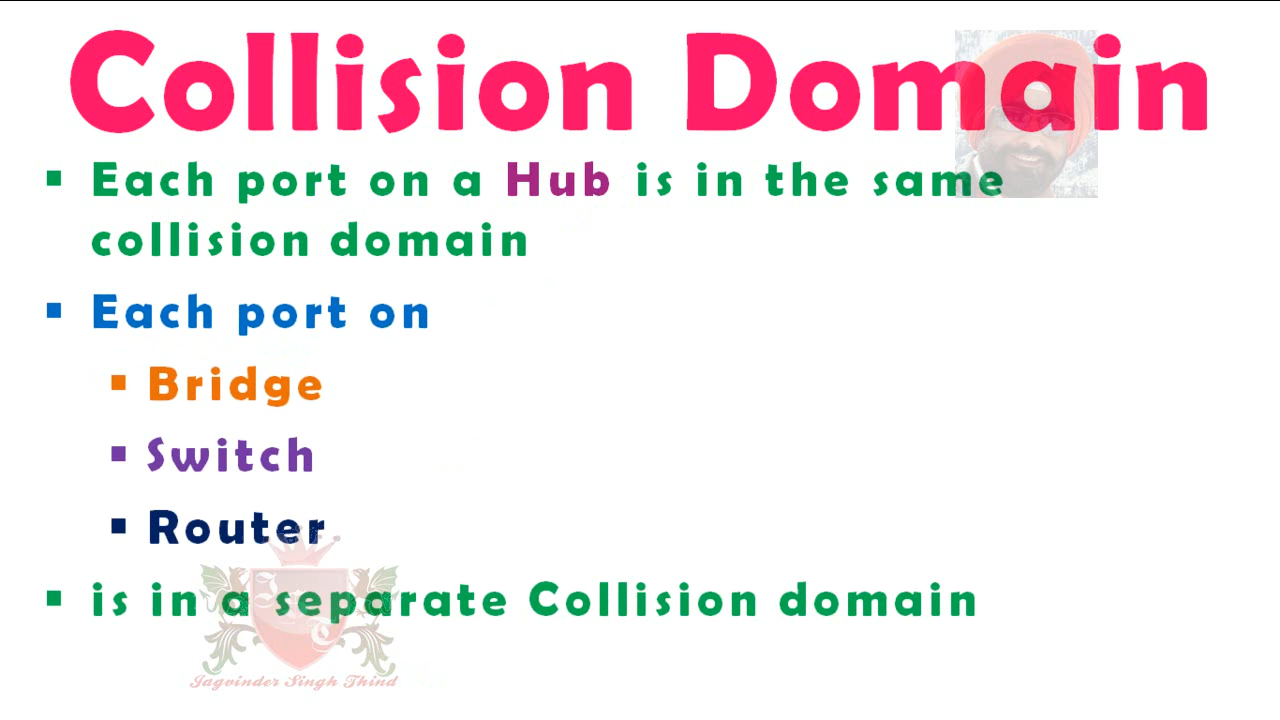 Collision Domain
▪ Each port on a Hub is in the same
collision domain
▪ Each port on
▪ Bridge
▪ Switch
▪ Router
▪ is in a separate Collision domain
Jagvinder Singh Thind